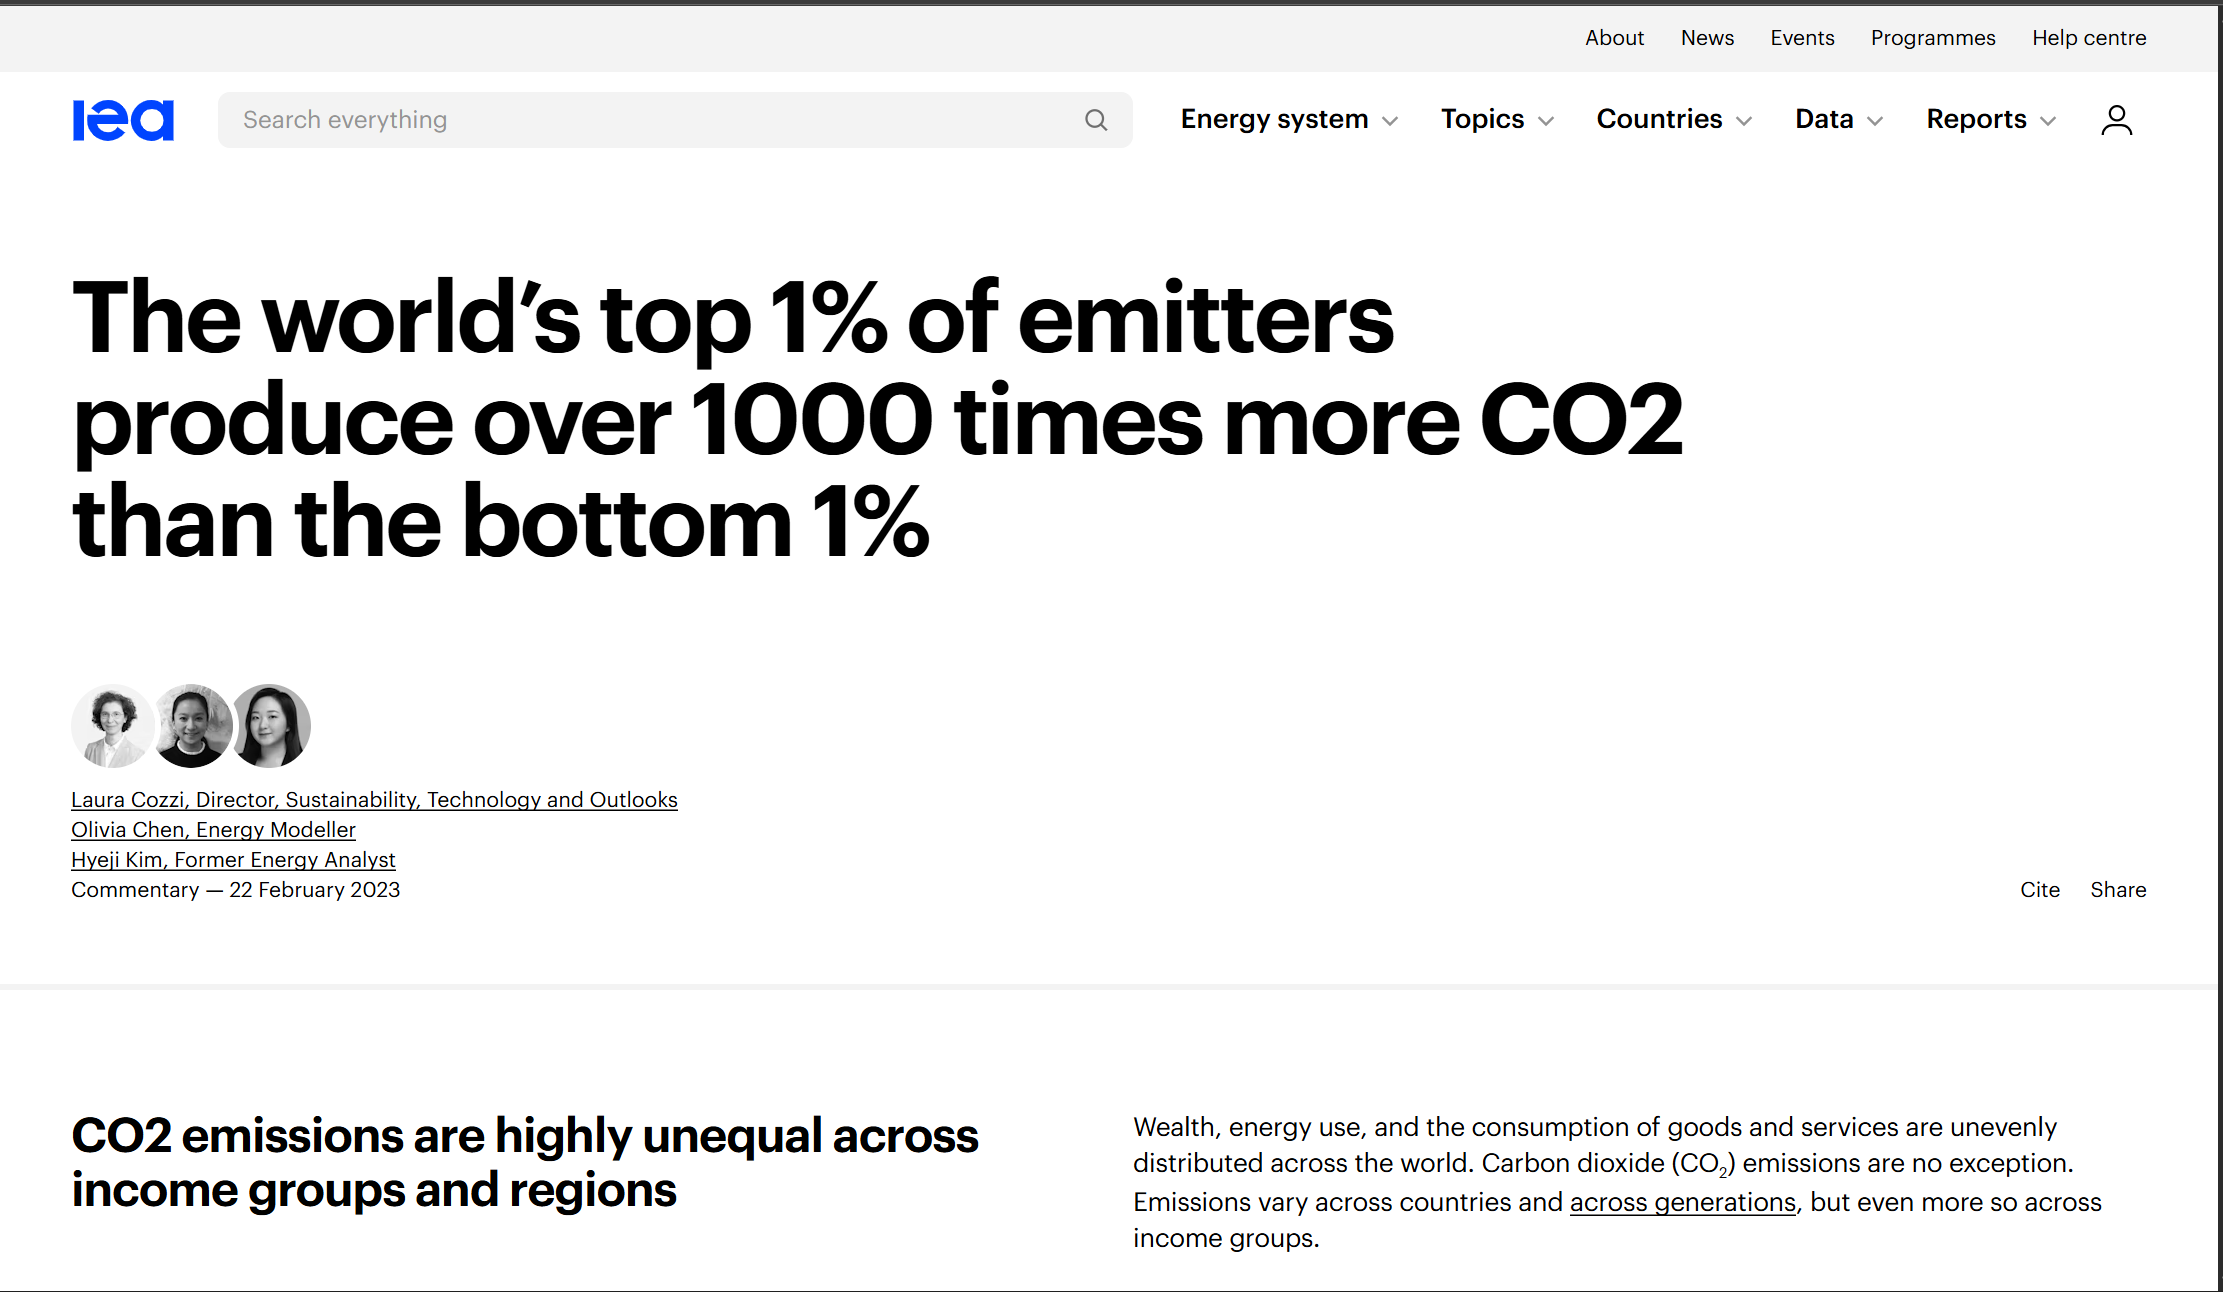 About News Events Programmes Help centre
iea
Search everything
Energy system Topics Countries Data Reports
The world’s top 1% of emitters
produce over 1000 times more CO2
than the bottom 1%
Laura Cozzi, Director, Sustainability, Technology and Outlooks
Olivia Chen, Energy Modeller
Hyeji Kim, Former Energy Analyst
Commentary — 22 February 2023
Cite Share
CO2 emissions are highly unequal across
income groups and regions
Wealth, energy use, and the consumption of goods and services are unevenly
distributed across the world. Carbon dioxide (CO₂) emissions are no exception.
Emissions vary across countries and across generations, but even more so across
income groups.